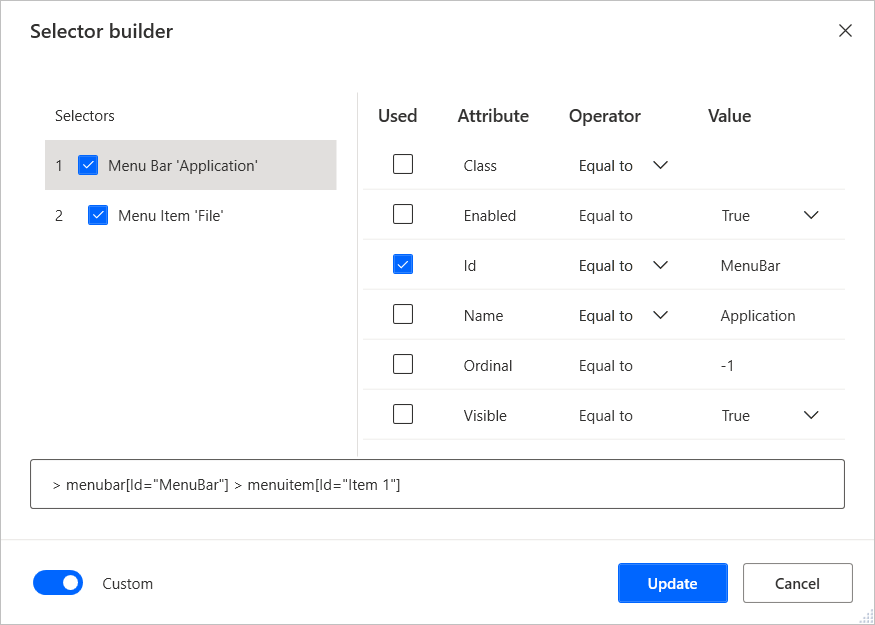 Selector builder
Selectors
1 Menu Bar 'Application'
2 Menu Item 'File'
Used Attribute Operator Value
Class Equal to
Enabled Equal to True
Id Equal to MenuBar
Name Equal to Application
Ordinal Equal to -1
Visible Equal to True
> menubar[Id="MenuBar"] > menuitem[Id="Item 1"]
Custom
Update Cancel